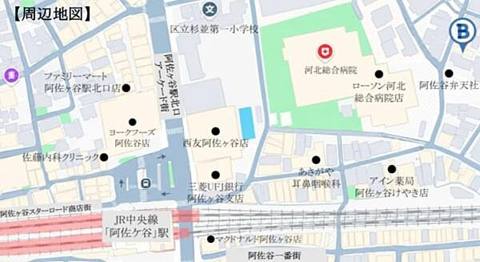 【周辺地図】
区立杉並第一小学校
B
河北総合病院
ファミリーマート
阿佐ヶ谷駅北口店
阿佐ヶ谷駅北口
アーケード街
ローソン河北
総合病院店
阿佐谷弁天社
ヨークフーズ
阿佐谷店
西友阿佐ヶ谷店
佐藤内科クリニック
あさがや
耳鼻咽喉科
アイン薬局
阿佐ヶ谷けやき店
三菱UFJ銀行
阿佐ヶ谷支店
阿佐ヶ谷スターロード商店街
JR中央線
「阿佐ケ谷」駅
マクドナルド阿佐ヶ谷店
阿佐谷一番街